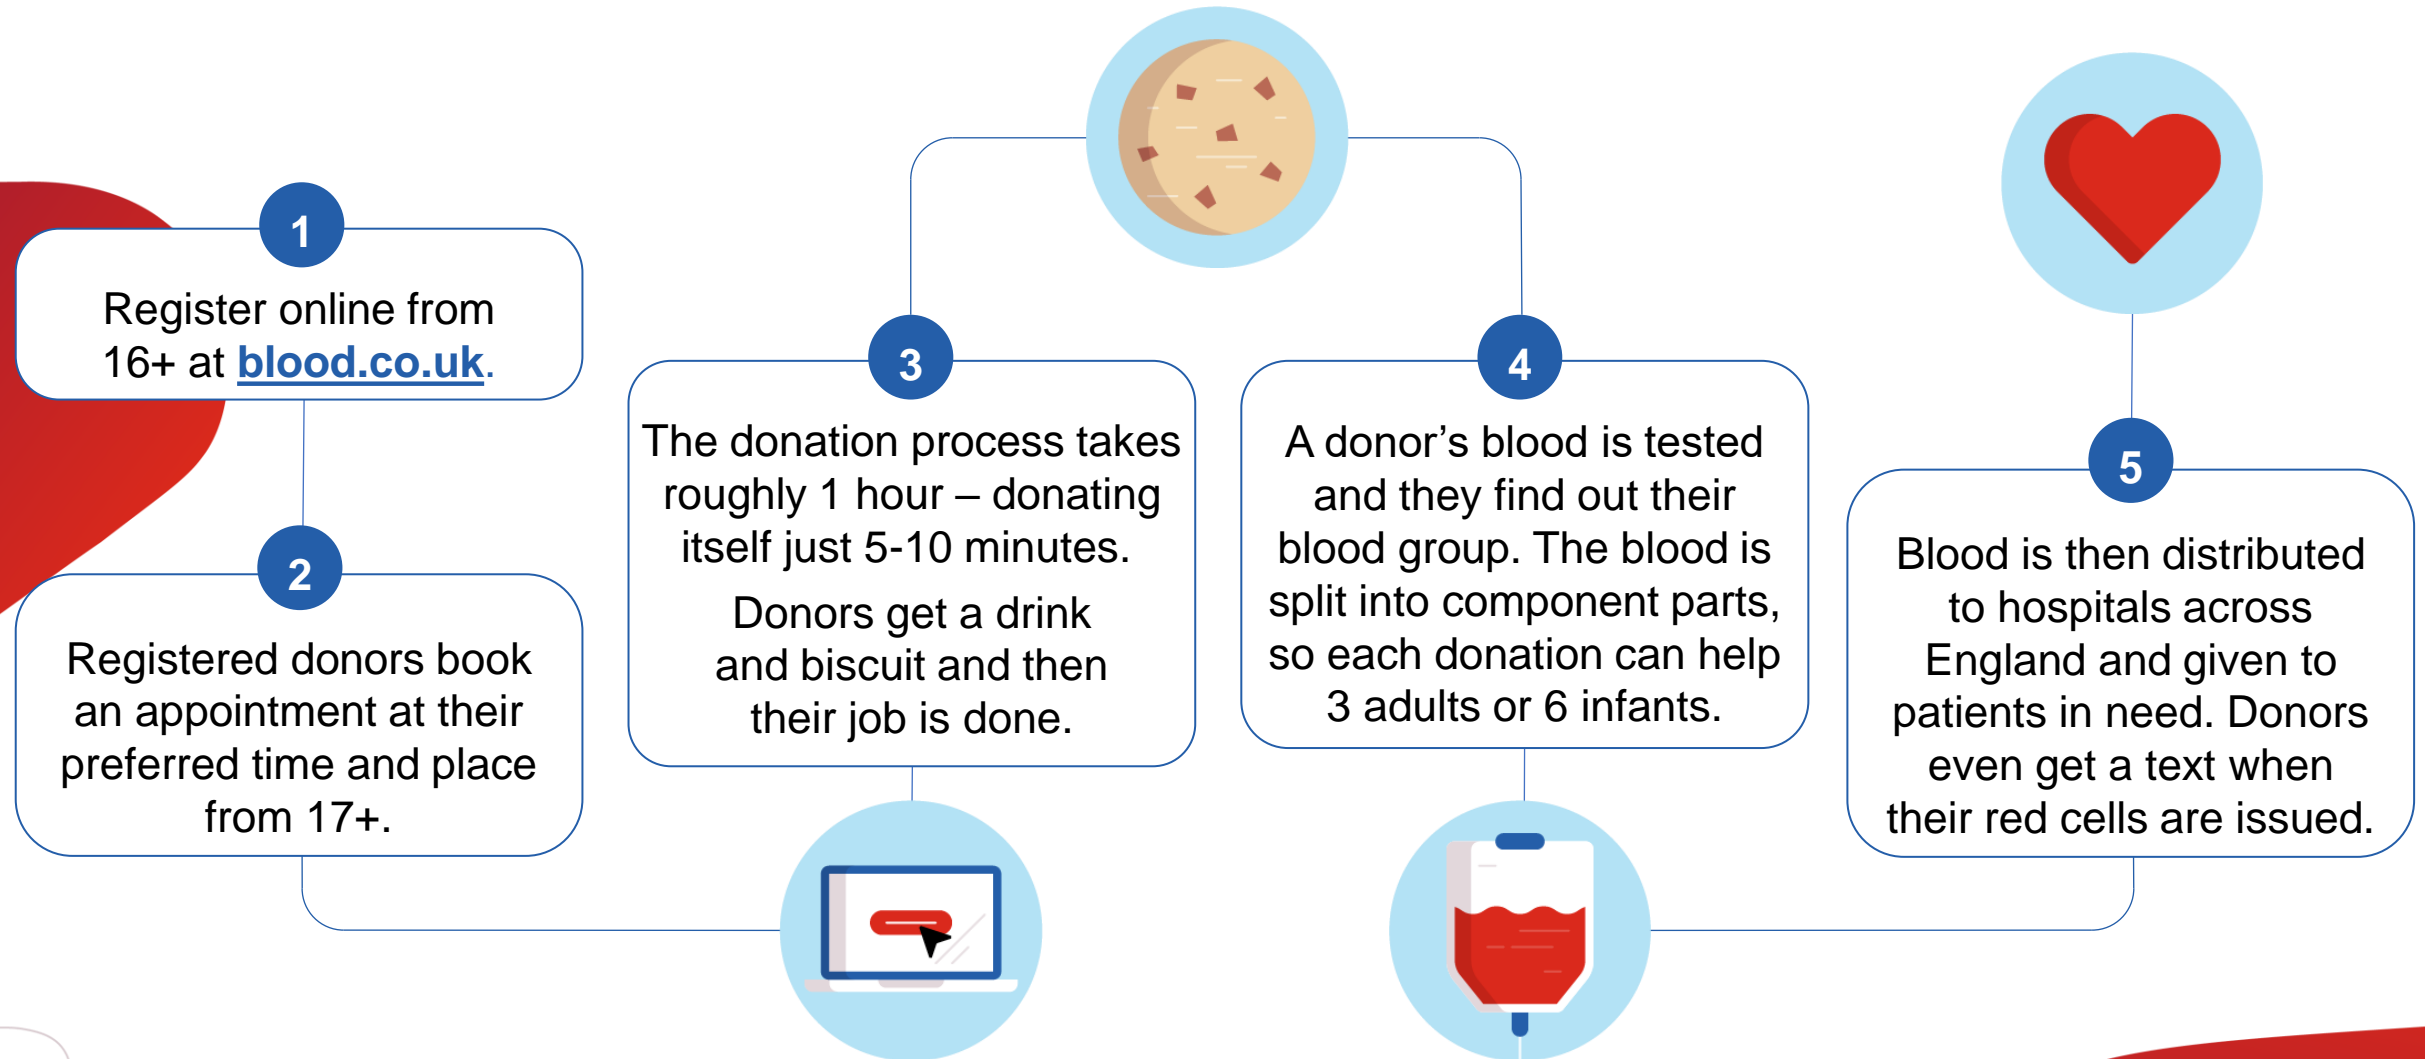 1
Register online from
16+ at blood.co.uk.
2
Registered donors book
an appointment at their
preferred time and place
from 17+.
3
The donation process takes
roughly 1 hour – donating
itself just 5-10 minutes.
Donors get a drink
and biscuit and then
their job is done.
4
A donor’s blood is tested
and they find out their
blood group. The blood is
split into component parts,
so each donation can help
3 adults or 6 infants.
5
Blood is then distributed
to hospitals across
England and given to
patients in need. Donors
even get a text when
their red cells are issued.